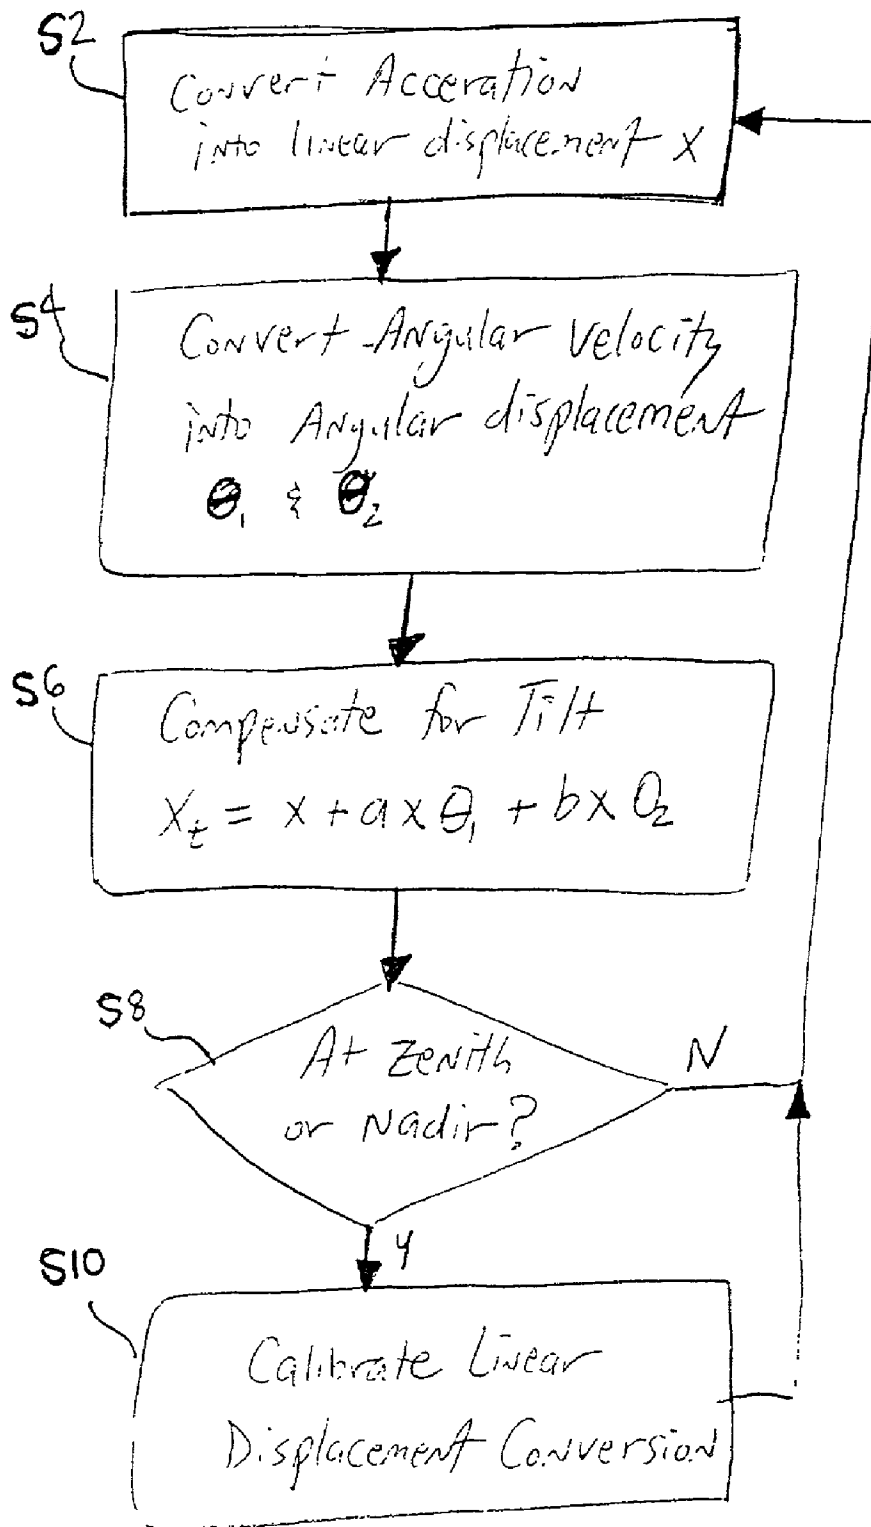 S2
Convert Acceration
into linear displacement X
S4
Convert Angular Velocity
into Angular displacement
θ₁ & θ₂
S6
Compensate for Tilt
X_t = x + a x θ₁ + b x θ₂
S8
At Zenith
or Nadir?
N
Y
S10
Calibrate Linear
Displacement Conversion